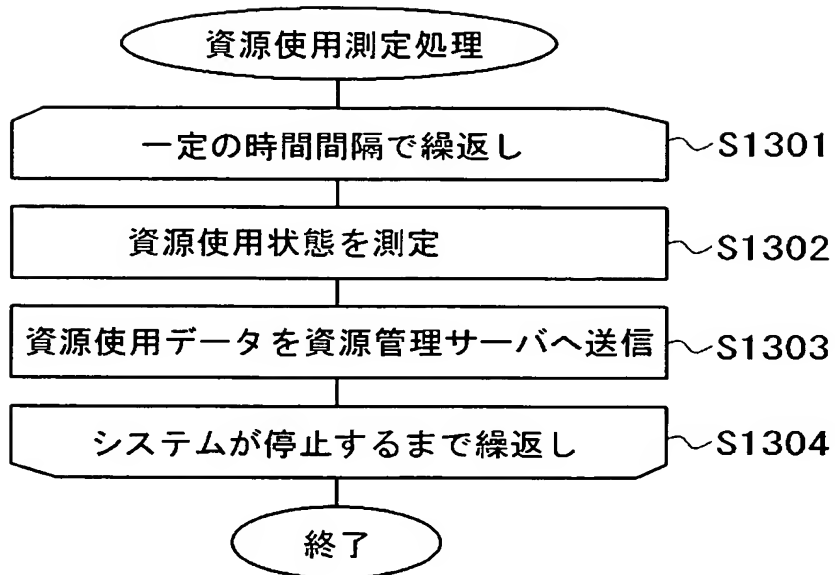 資源使用測定処理
一定の時間間隔で繰返し
S1301
資源使用状態を測定
S1302
資源使用データを資源管理サーバへ送信
S1303
システムが停止するまで繰返し
S1304
終了